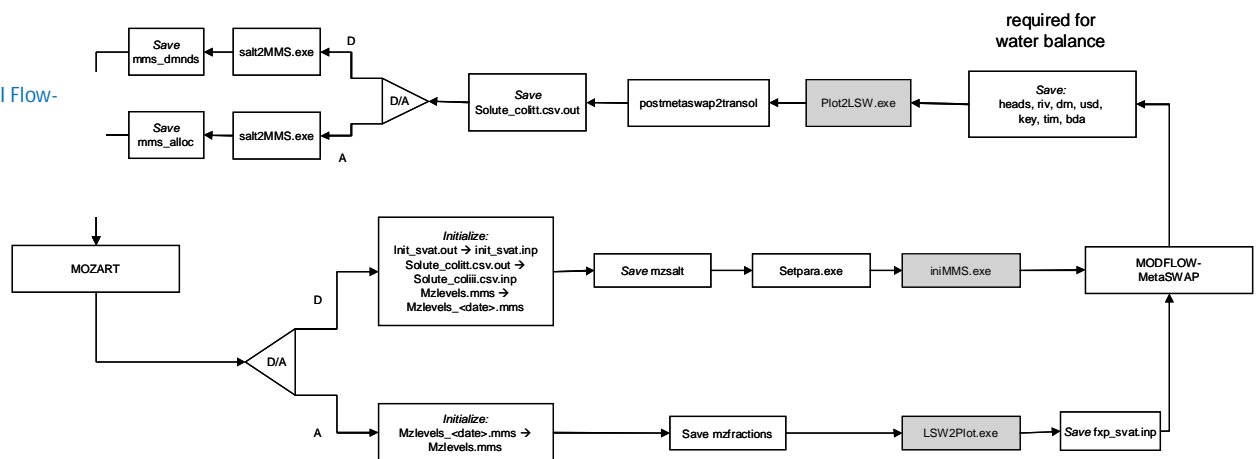 required for
water balance
l Flow-
Save
mms_dmnds
salt2MMS.exe
D
D/A
Save
Solute_colitt.csv.out
postmetaswap2transol
Plot2LSW.exe
Save:
heads, riv, drn, usd,
key, tim, bda
Save
mms_alloc
salt2MMS.exe
A
MOZART
D/A
D
Initialize:
Init_svat.out → init_svat.inp
Solute_colitt.csv.out →
Solute_coliii.csv.inp
Mzlevels.mms →
Mzlevels_<date>.mms
Save mzsalt
Setpara.exe
iniMMS.exe
MODFLOW-
MetaSWAP
A
Initialize:
Mzlevels_<date>.mms →
Mzlevels.mms
Save mzfractions
LSW2Plot.exe
Save fxp_svat.inp